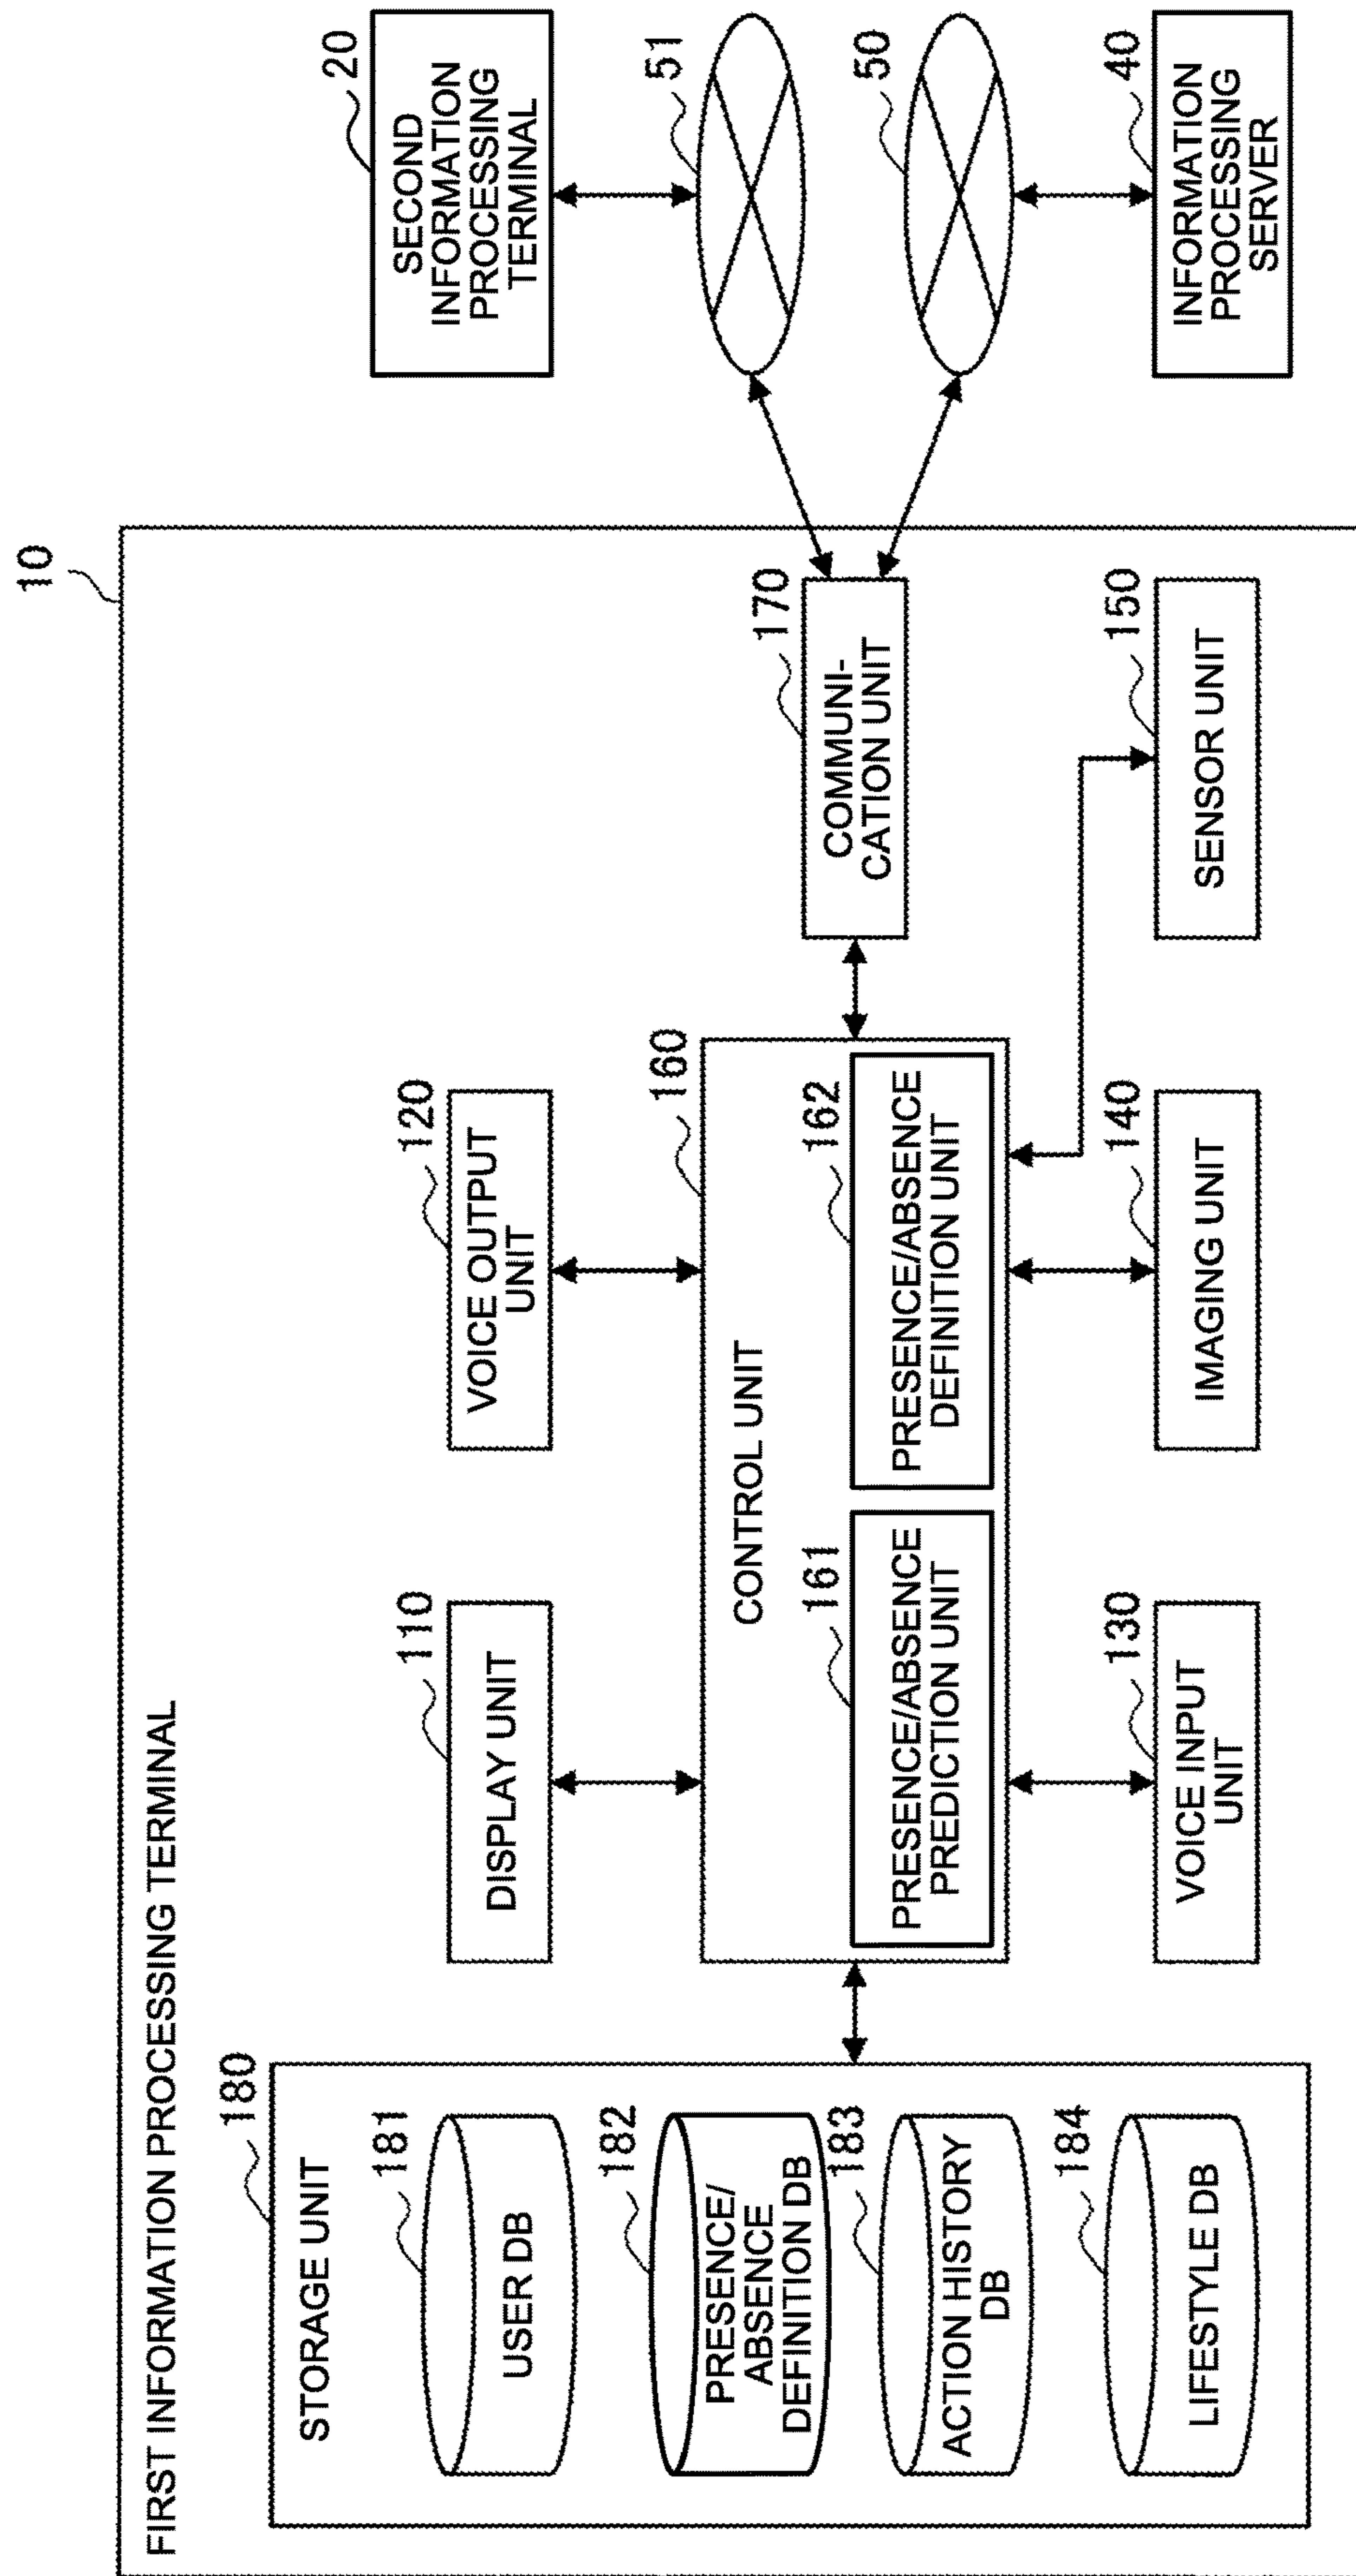 10
FIRST INFORMATION PROCESSING TERMINAL
180
STORAGE UNIT
181
USER DB
182
PRESENCE/
ABSENCE
DEFINITION DB
183
ACTION HISTORY
DB
184
LIFESTYLE DB
110
DISPLAY UNIT
120
VOICE OUTPUT
UNIT
160
CONTROL UNIT
161
PRESENCE/ABSENCE
PREDICTION UNIT
162
PRESENCE/ABSENCE
DEFINITION UNIT
130
VOICE INPUT
UNIT
140
IMAGING UNIT
150
SENSOR UNIT
170
COMMUNI-
CATION UNIT
20
SECOND
INFORMATION
PROCESSING
TERMINAL
51
50
40
INFORMATION
PROCESSING
SERVER